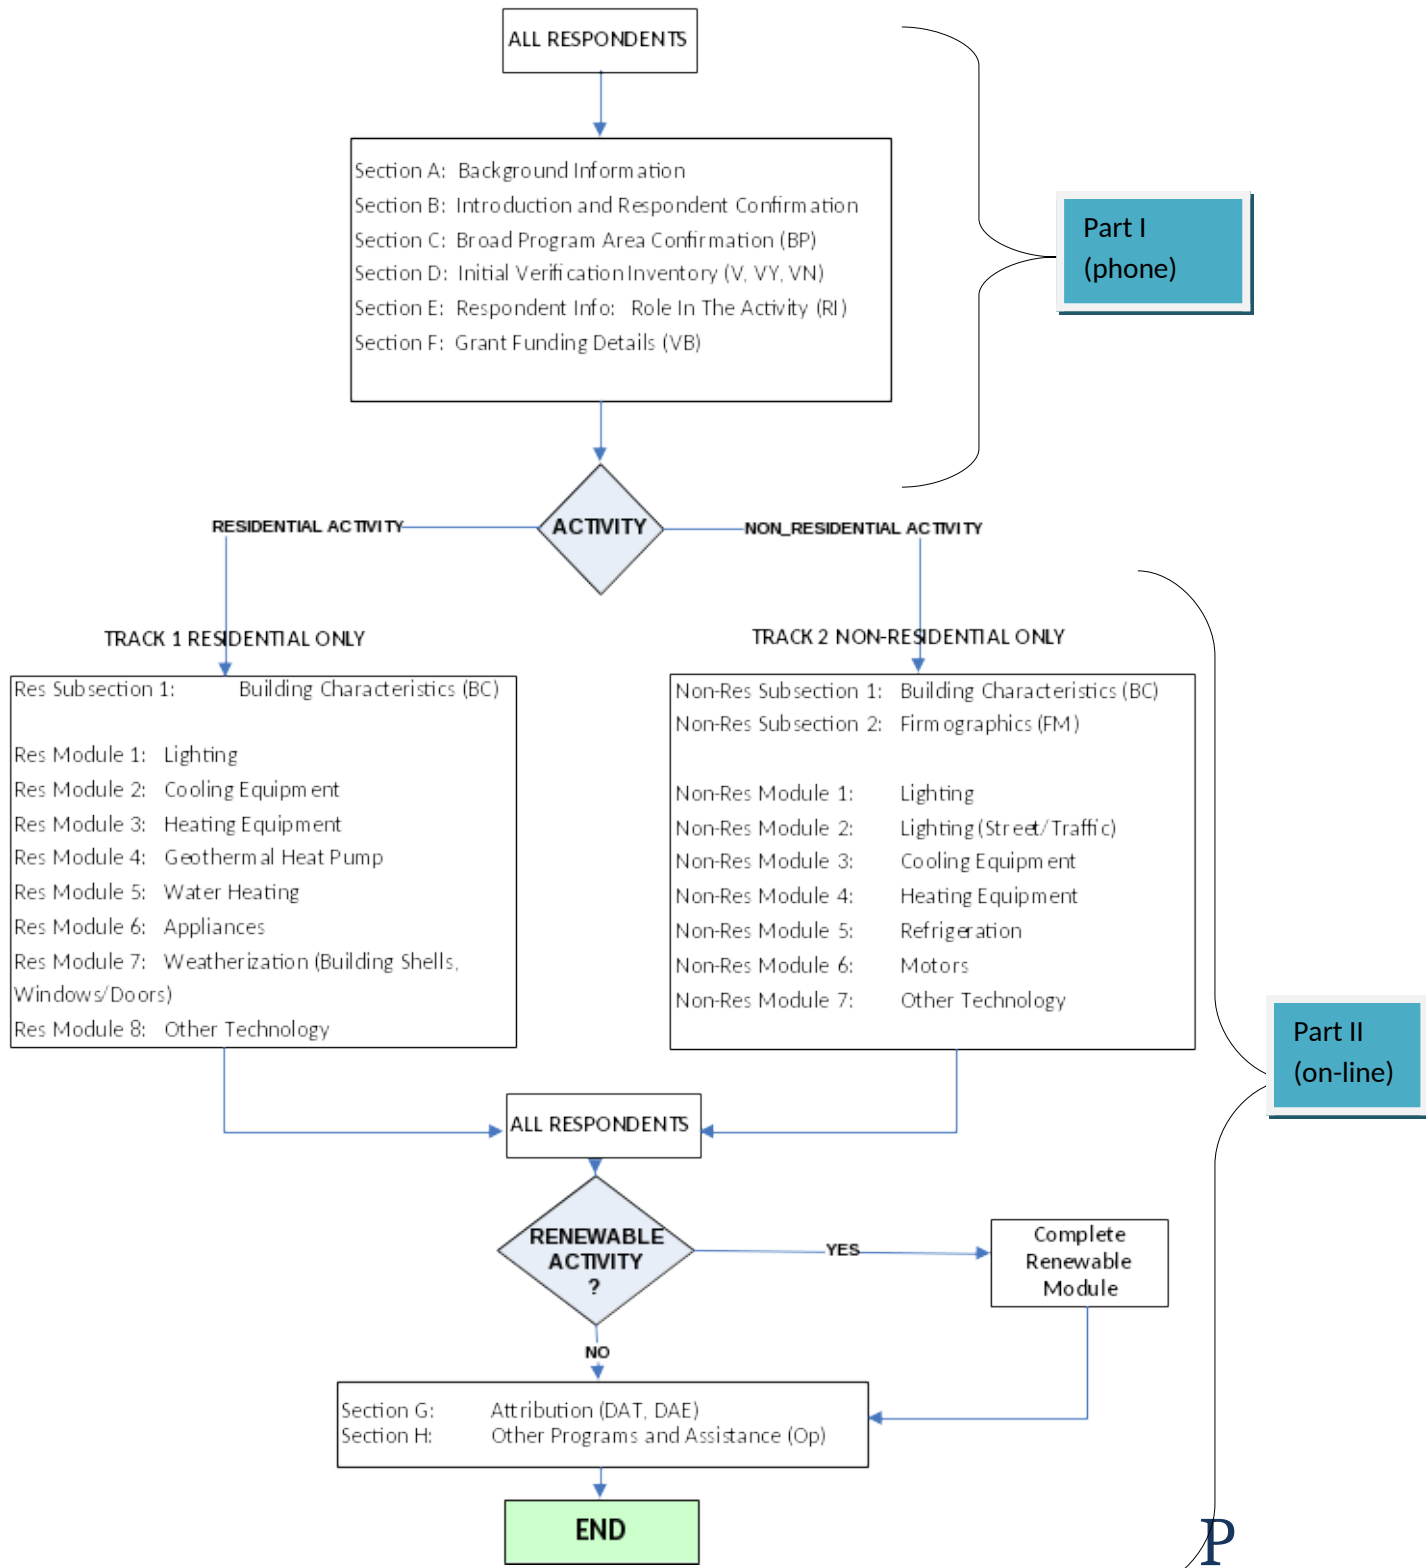 ALL RESPONDENTS
Section A: Background Information
Section B: Introduction and Respondent Confirmation
Section C: Broad Program Area Confirmation (BP)
Section D: Initial Verification Inventory (V, VY, VN)
Section E: Respondent Info: Role In The Activity (RI)
Section F: Grant Funding Details (VB)
Part I
(phone)
ACTIVITY
RESIDENTIAL ACTIVITY
NON_RESIDENTIAL ACTIVITY
TRACK 1 RESIDENTIAL ONLY
Res Subsection 1: Building Characteristics (BC)
Res Module 1: Lighting
Res Module 2: Cooling Equipment
Res Module 3: Heating Equipment
Res Module 4: Geothermal Heat Pump
Res Module 5: Water Heating
Res Module 6: Appliances
Res Module 7: Weatherization (Building Shells,
Windows/Doors)
Res Module 8: Other Technology
TRACK 2 NON-RESIDENTIAL ONLY
Non-Res Subsection 1: Building Characteristics (BC)
Non-Res Subsection 2: Firmographics (FM)
Non-Res Module 1: Lighting
Non-Res Module 2: Lighting (Street/Traffic)
Non-Res Module 3: Cooling Equipment
Non-Res Module 4: Heating Equipment
Non-Res Module 5: Refrigeration
Non-Res Module 6: Motors
Non-Res Module 7: Other Technology
Part II
(on-line)
ALL RESPONDENTS
RENEWABLE
ACTIVITY
?
YES
Complete
Renewable
Module
NO
Section G: Attribution (DAT, DAE)
Section H: Other Programs and Assistance (Op)
END
P